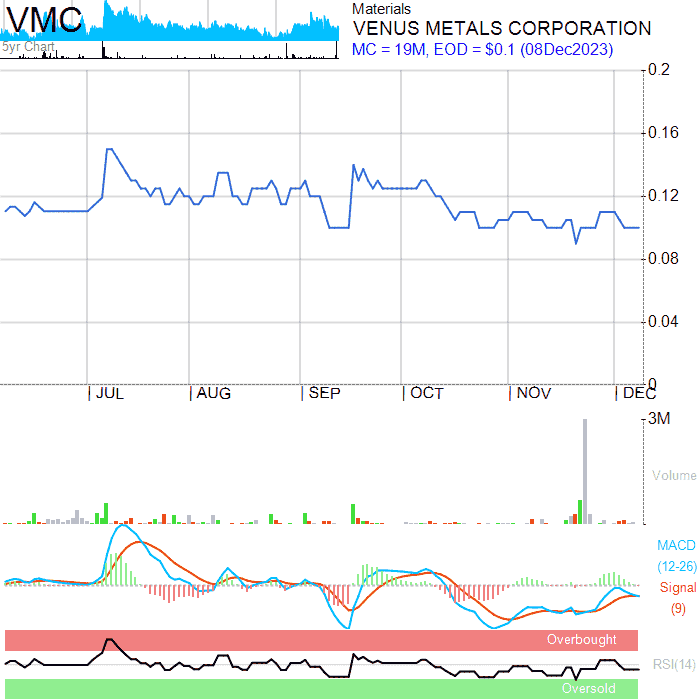 VMC
5yr Chart
Materials
VENUS METALS CORPORATION
MC = 19M, EOD = $0.1 (08Dec2023)
0.2
0.16
0.12
0.08
0.04
0
JUL AUG SEP OCT NOV DEC
3M
Volume
MACD
(12-26)
Signal
(9)
Overbought
RSI(14)
Oversold